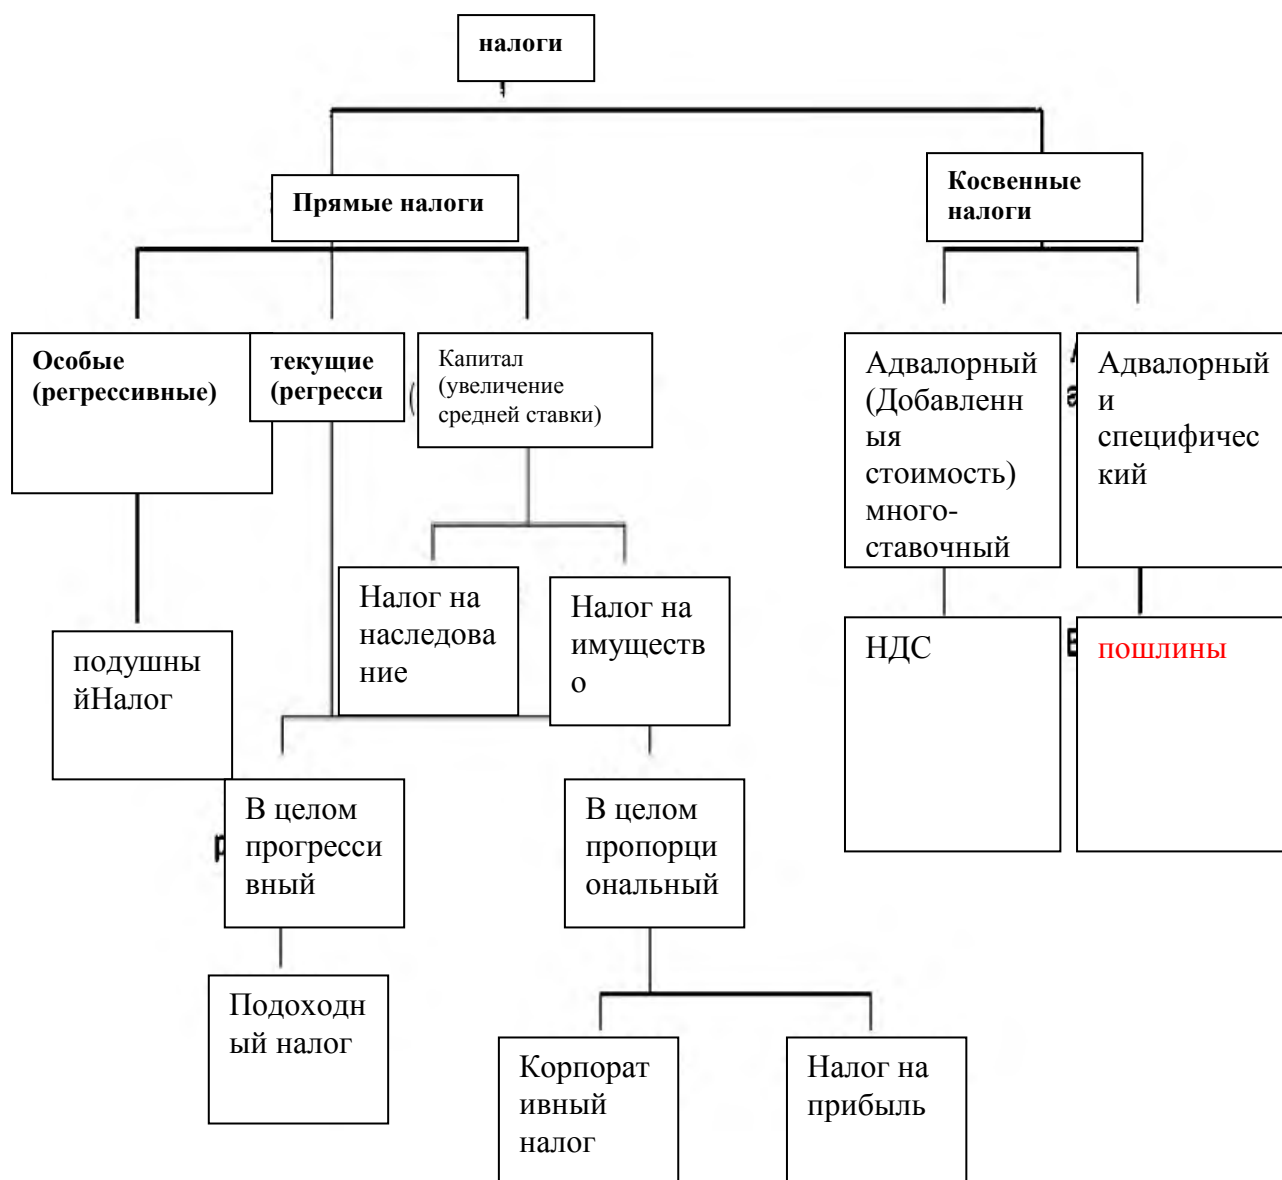 налоги
Прямые налоги
Косвенные
налоги
Особые
(регрессивные)
текущие
(регресси
Капитал
(увеличение
средней ставки)
Адвалорный
(Добавленн
ыя
стоимость)
много-
ставочный
Адвалорный
и
специфичес
кий
Налог на
наследова
ние
Налог на
имуществ
о
подушны
йНалог
НДС
пошлины
В целом
прогресси
вный
В целом
пропорци
ональный
Подоходн
ый налог
Корпорат
ивный
налог
Налог на
прибыль